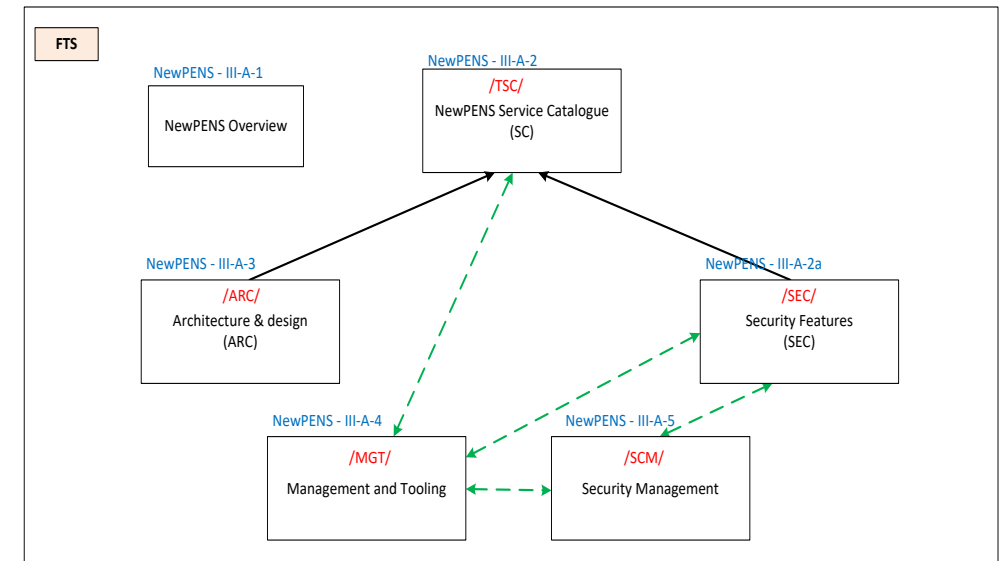 FTS
NewPENS - III-A-1
NewPENS Overview
NewPENS - III-A-2
/TSC/
NewPENS Service Catalogue
(SC)
NewPENS - III-A-3
/ARC/
Architecture & design
(ARC)
NewPENS - III-A-2a
/SEC/
Security Features
(SEC)
NewPENS - III-A-4
/MGT/
Management and Tooling
NewPENS - III-A-5
/SCM/
Security Management